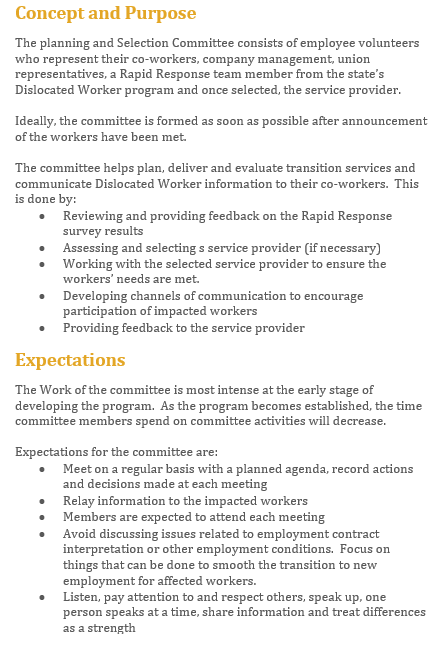 Concept and Purpose
The planning and Selection Committee consists of employee volunteers
who represent their co-workers, company management, union
representatives, a Rapid Response team member from the state's
Dislocated Worker program and once selected, the service provider.
Ideally, the committee is formed as soon as possible after announcement
of the workers have been met.
The committee helps plan, deliver and evaluate transition services and
communicate Dislocated Worker information to their co-workers.  This
is done by:
• Reviewing and providing feedback on the Rapid Response
survey results
• Assessing and selecting s service provider (if necessary)
• Working with the selected service provider to ensure the
workers' needs are met.
• Developing channels of communication to encourage
participation of impacted workers
• Providing feedback to the service provider
Expectations
The Work of the committee is most intense at the early stage of
developing the program.  As the program becomes established, the time
committee members spend on committee activities will decrease.
Expectations for the committee are:
• Meet on a regular basis with a planned agenda, record actions
and decisions made at each meeting
• Relay information to the impacted workers
• Members are expected to attend each meeting
• Avoid discussing issues related to employment contract
interpretation or other employment conditions.  Focus on
things that can be done to smooth the transition to new
employment for affected workers.
• Listen, pay attention to and respect others, speak up, one
person speaks at a time, share information and treat differences
as a strength